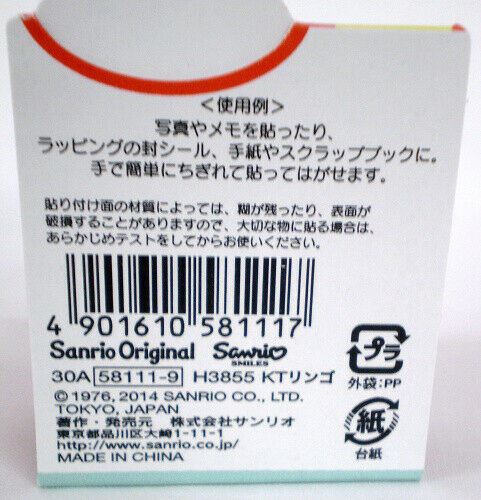 <使用例>
写真やメモを貼ったり、
ラッピングの封シール、手紙やスクラップブックに。
手で簡単にちぎれて貼ってはがせます。
貼り付け面の材質によっては、糊が残ったり、表面が
破損することがありますので、大切な物に貼る場合は、
あらかじめテストをしてからお使いください。
4 901610 581117
Sanrio Original Sanrio SMILES
30A 58111-9 H3855 KTリンゴ
©1976, 2014 SANRIO CO., LTD.
TOKYO, JAPAN
著作・発売元 株式会社サンリオ
東京都品川区大崎1-11-1
http://www.sanrio.co.jp/
MADE IN CHINA
プラ
外袋:PP
紙
台紙